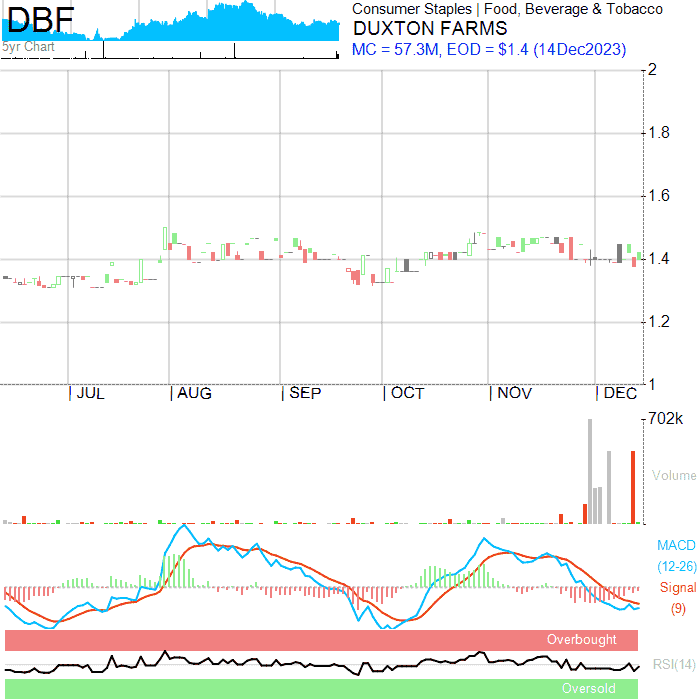 DBF
5yr Chart
Consumer Staples | Food, Beverage & Tobacco
DUXTON FARMS
MC = 57.3M, EOD = $1.4 (14Dec2023)
2
1.8
1.6
1.4
1.2
1
| JUL | AUG | SEP | OCT | NOV | DEC
702k
Volume
MACD
(12-26)
Signal
(9)
Overbought
RSI(14)
Oversold